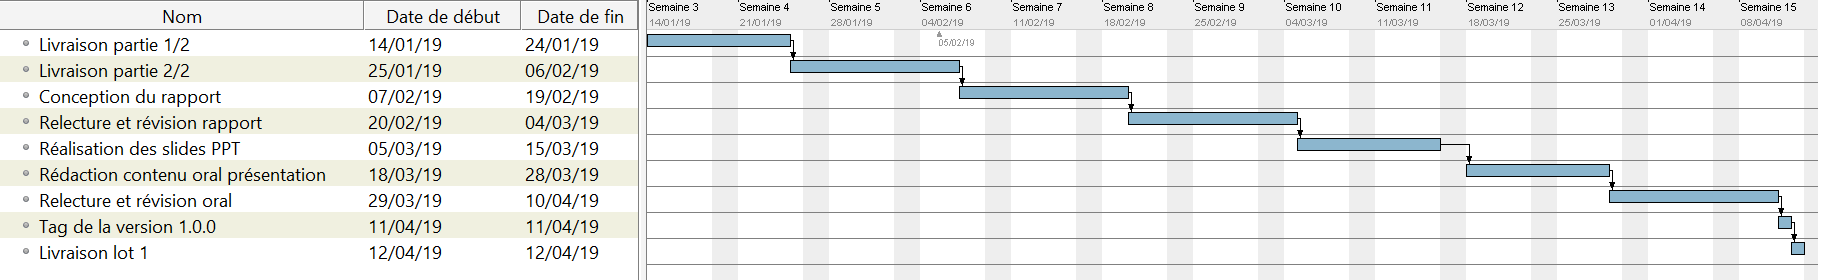 Nom Date de début Date de fin
Livraison partie 1/2 14/01/19 24/01/19
Livraison partie 2/2 25/01/19 06/02/19
Conception du rapport 07/02/19 19/02/19
Relecture et révision rapport 20/02/19 04/03/19
Réalisation des slides PPT 05/03/19 15/03/19
Rédaction contenu oral présentation 18/03/19 28/03/19
Relecture et révision oral 29/03/19 10/04/19
Tag de la version 1.0.0 11/04/19 11/04/19
Livraison lot 1 12/04/19 12/04/19
Semaine 3 Semaine 4 Semaine 5 Semaine 6 Semaine 7 Semaine 8 Semaine 9 Semaine 10 Semaine 11 Semaine 12 Semaine 13 Semaine 14 Semaine 15
14/01/19 21/01/19 28/01/19 04/02/19 11/02/19 18/02/19 25/02/19 04/03/19 11/03/19 18/03/19 25/03/19 01/04/19 08/04/19
05/02/19